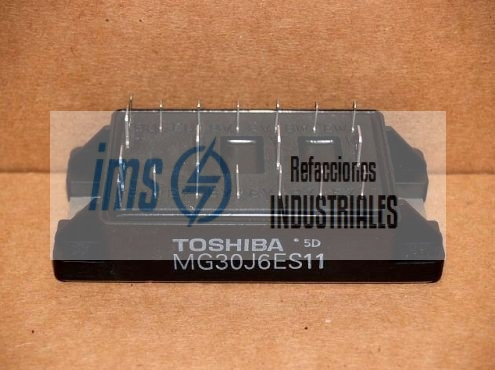 ims
Refacciones
INDUSTRIALES
TOSHIBA *5D
MG30J6ES11